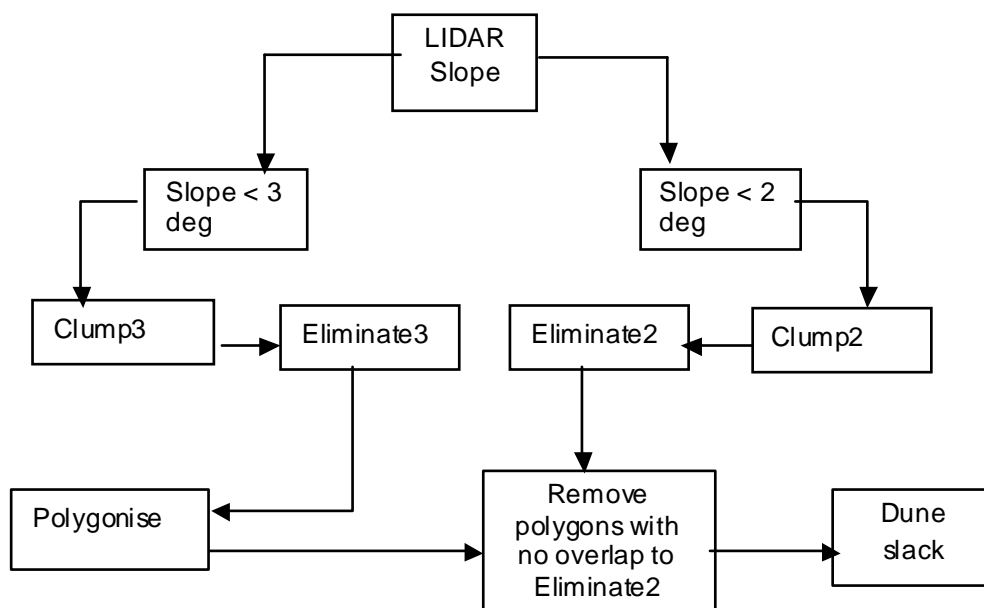 LIDAR
Slope
Slope < 3
deg
Slope < 2
deg
Clump3
Eliminate3
Eliminate2
Clump2
Polygonise
Remove
polygons with
no overlap to
Eliminate2
Dune
slack